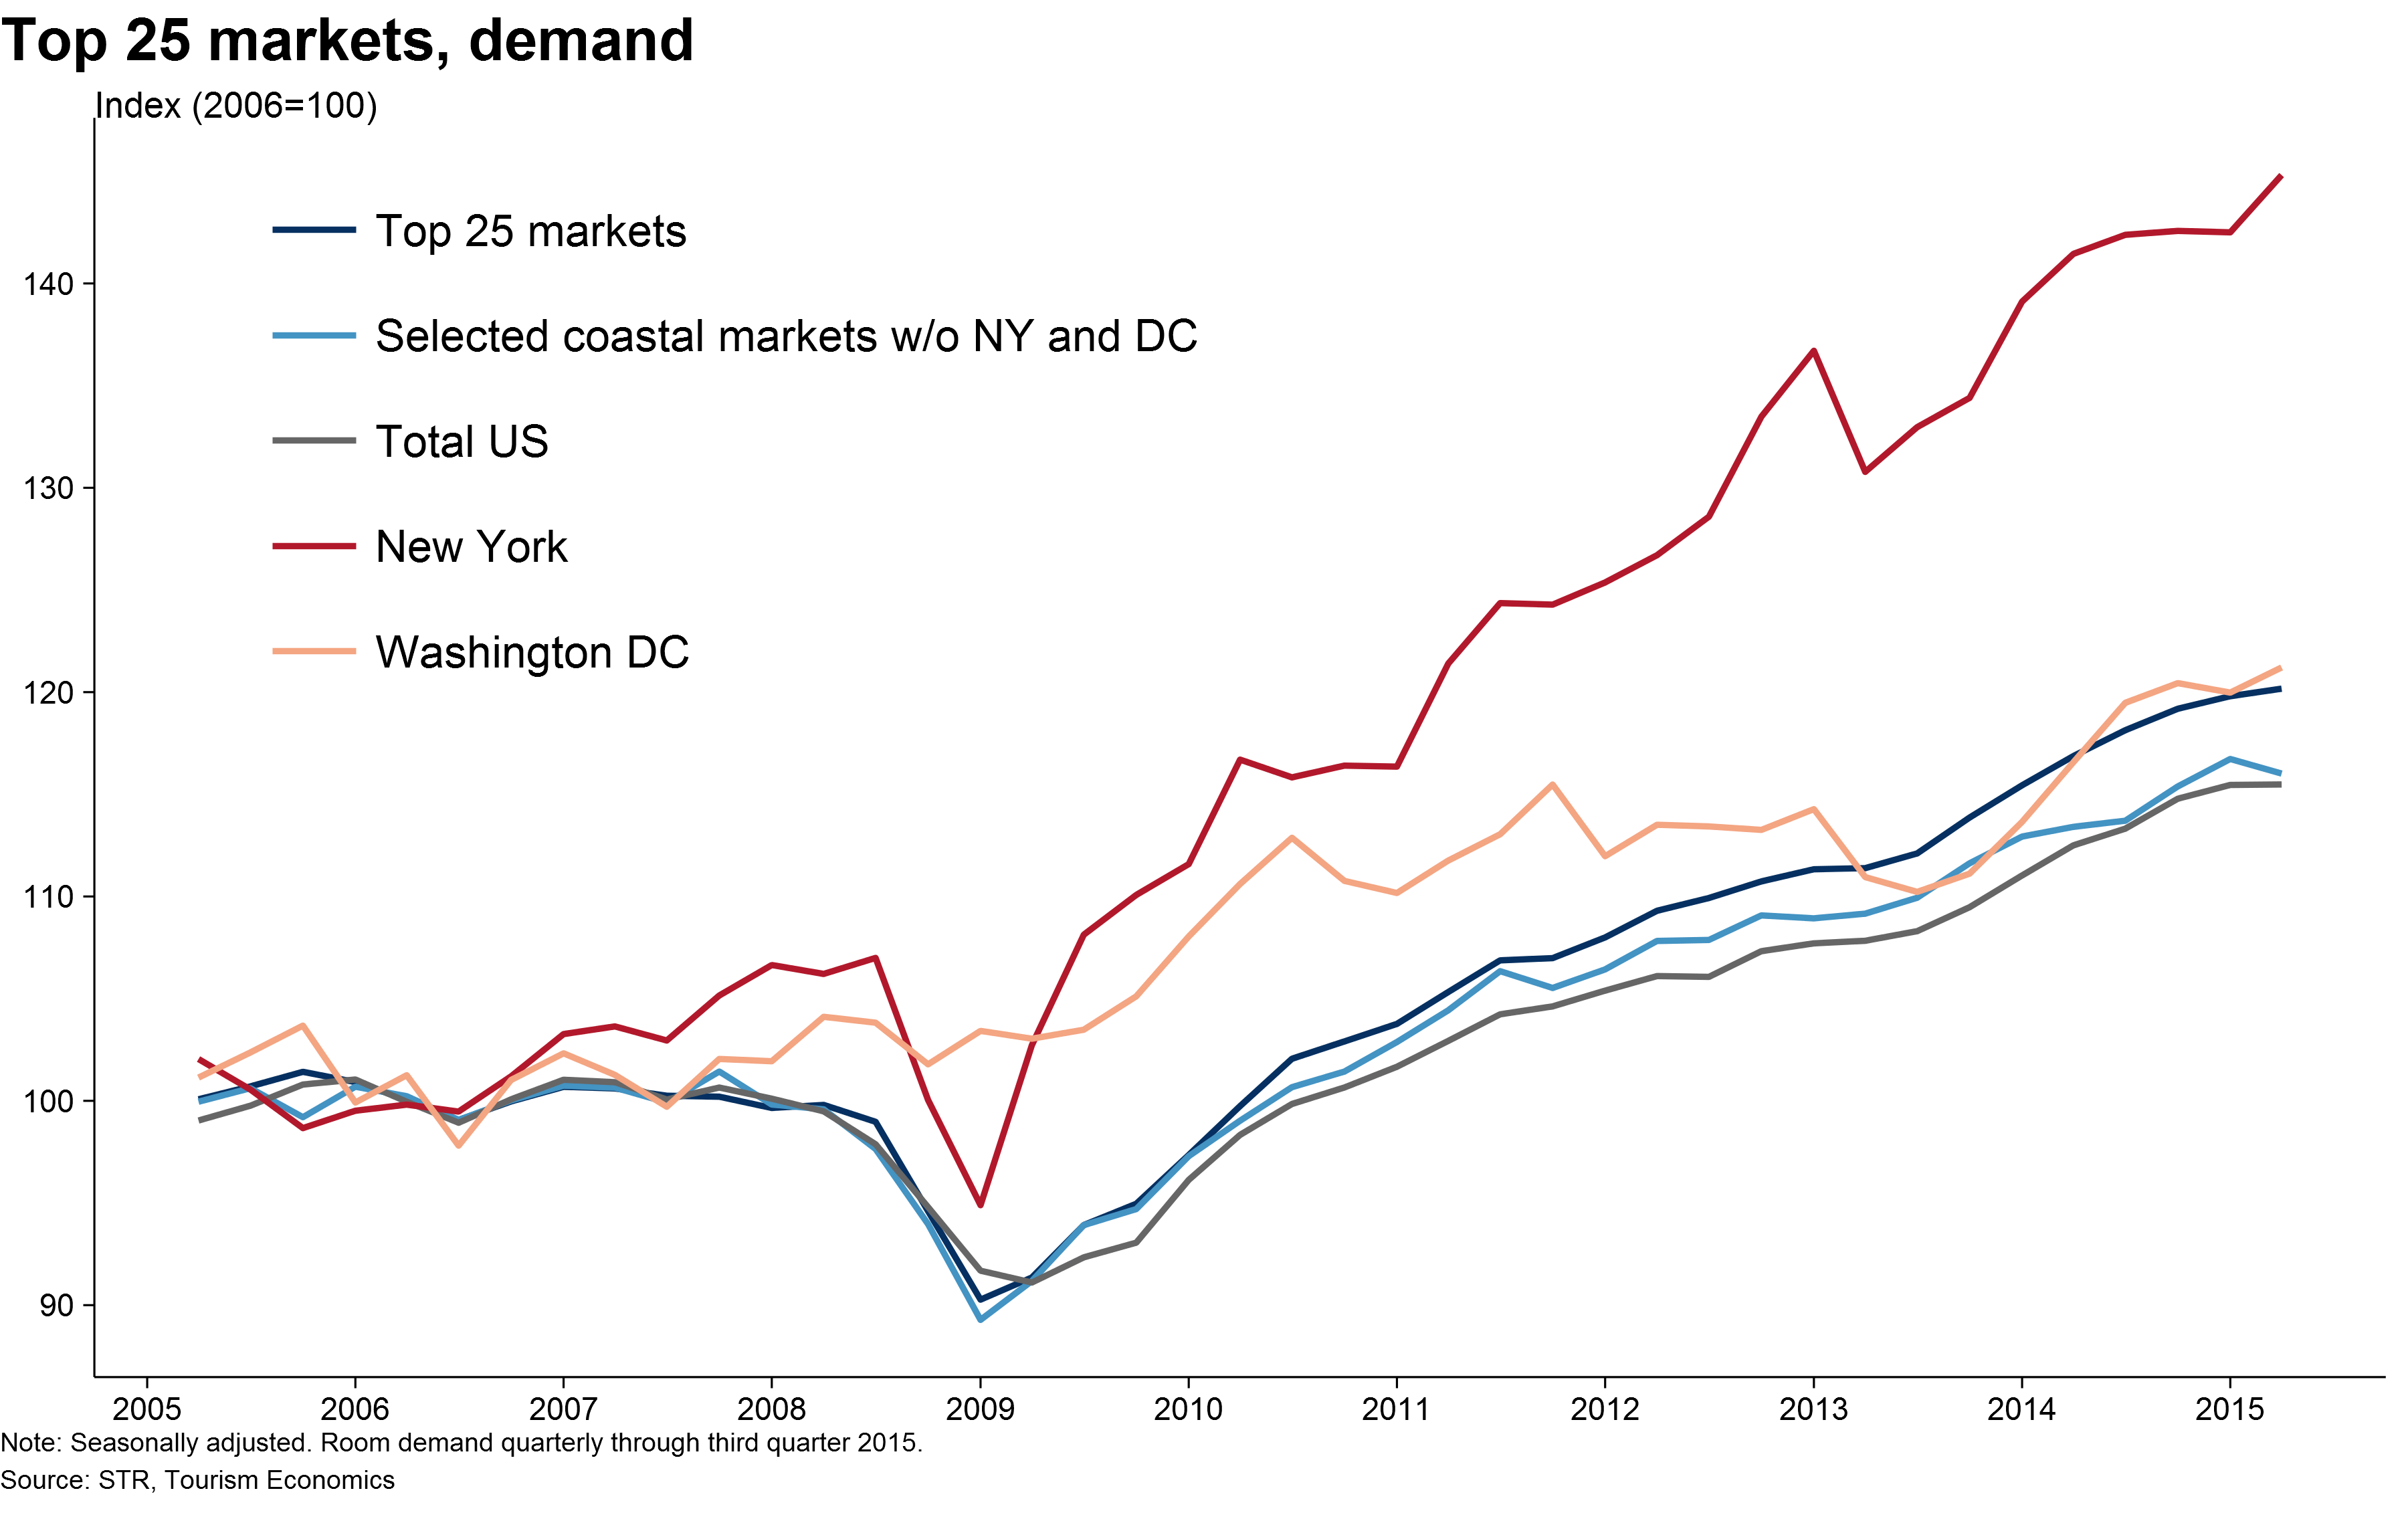 Top 25 markets, demand
Index (2006=100)
Top 25 markets
Selected coastal markets w/o NY and DC
Total US
New York
Washington DC
140
130
120
110
100
90
2005 2006 2007 2008 2009 2010 2011 2012 2013 2014 2015
Note: Seasonally adjusted. Room demand quarterly through third quarter 2015.
Source: STR, Tourism Economics